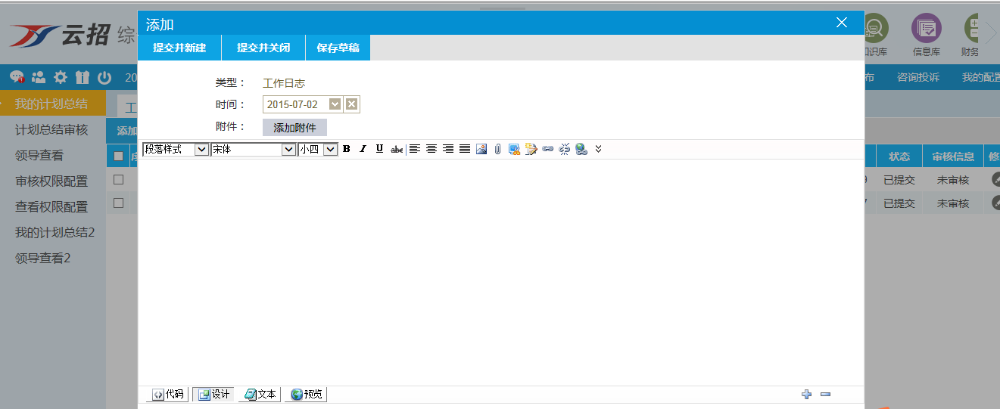 添加
提交并新建 提交并关闭 保存草稿
云招 综
识库 信息库 财务
20
布 咨询投诉 我的配置
类型： 工作日志
时间： 2015-07-02
附件： 添加附件
我的计划总结
计划总结审核
领导查看
审核权限配置
查看权限配置
我的计划总结2
领导查看2
工
添加
状态 审核信息 修
已提交 未审核
已提交 未审核
段落样式 宋体 小四 B I U abc
代码 设计 文本 预览